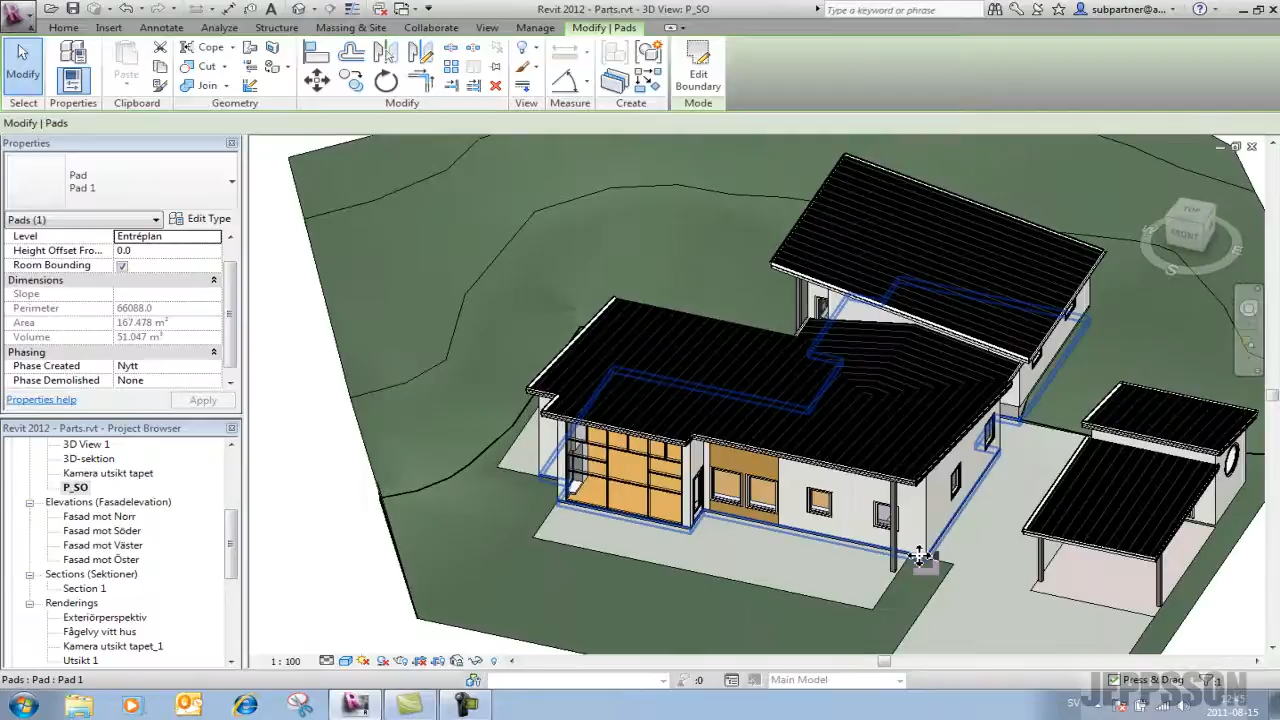 Revit 2012 - Parts.rvt - 3D View: P_SO
Type a keyword or phrase
subpartner@a...
Home Insert Annotate Analyze Structure Massing & Site Collaborate View Manage Modify | Pads
Modify
Paste
Cope
Cut
Join
Edit
Boundary
Select Properties Clipboard Geometry Modify View Measure Create Mode
Modify | Pads
Properties
Pad
Pad 1
Pads (1) Edit Type
Level Entréplan
Height Offset Fro... 0.0
Room Bounding
Dimensions
Slope
Perimeter 66088.0
Area 167.478 m²
Volume 51.047 m³
Phasing
Phase Created Nytt
Phase Demolished None
Properties help Apply
Revit 2012 - Parts.rvt - Project Browser
3D View 1
3D-sektion
Kamera utsikt tapet
P_SO
Elevations (Fasadelevation)
Fasad mot Norr
Fasad mot Söder
Fasad mot Väster
Fasad mot Öster
Sections (Sektioner)
Section 1
Renderings
Exteriörperspektiv
Fågelvy vitt hus
Kamera utsikt tapet_1
Utsikt 1
TOP
FRONT
S
E
1 : 100
Pads : Pad : Pad 1
:0
Main Model
Press & Drag
JEPPSSON
SV
12:45
2011-08-15